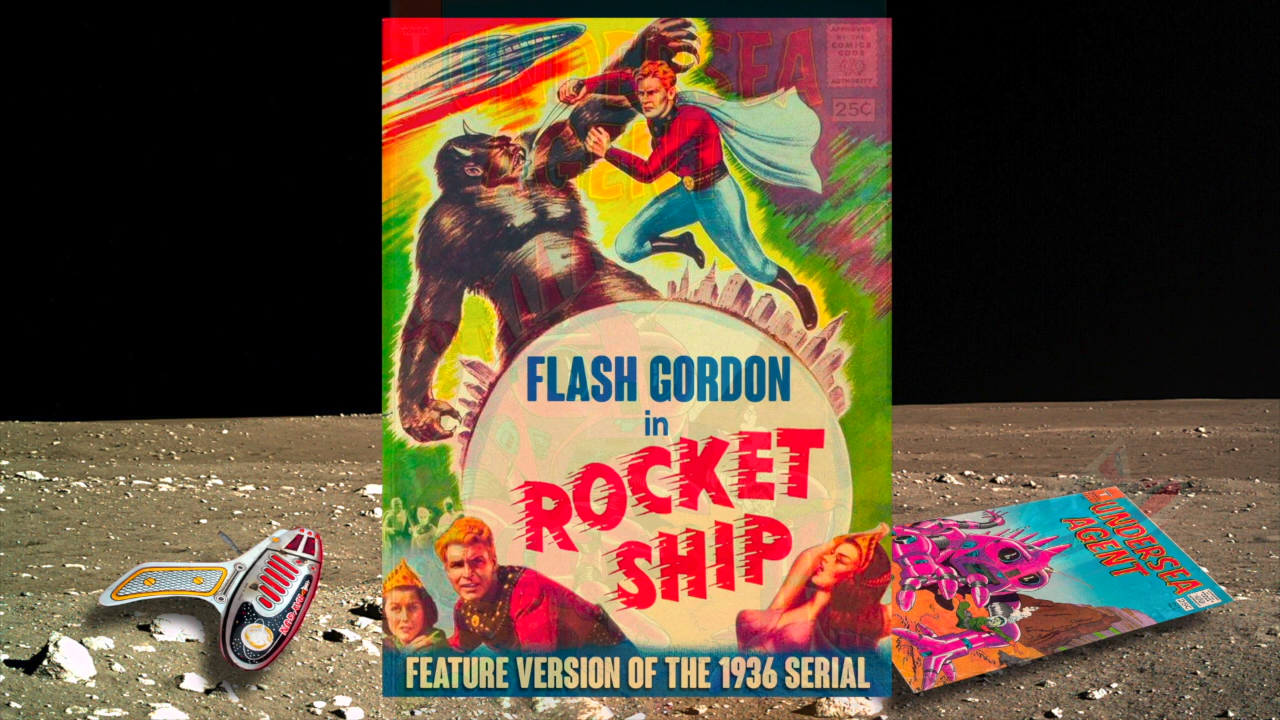 UNDERSEA
AGENT
APPROVED
BY THE
COMICS
CODE
AUTHORITY
25¢
FLASH GORDON
in
ROCKET
SHIP
FEATURE VERSION OF THE 1936 SERIAL
UNDERSEA
AGENT